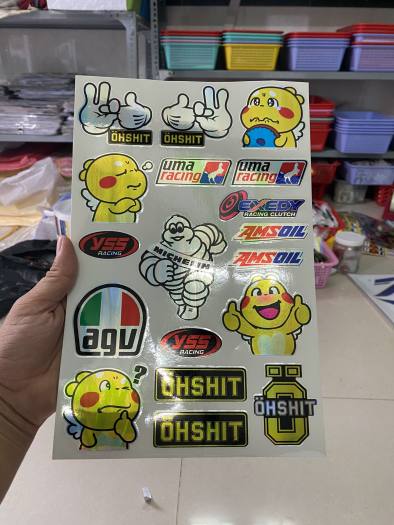 ÖHSHIT
ÖHSHIT
uma
racing
uma
racing
EXEDY
RACING CLUTCH
AMSOIL
AMSOIL
YSS
RACING
MICHELIN
agv
YSS
RACING
?
ÖHSHIT
ÖHSHIT
ÖHSHIT